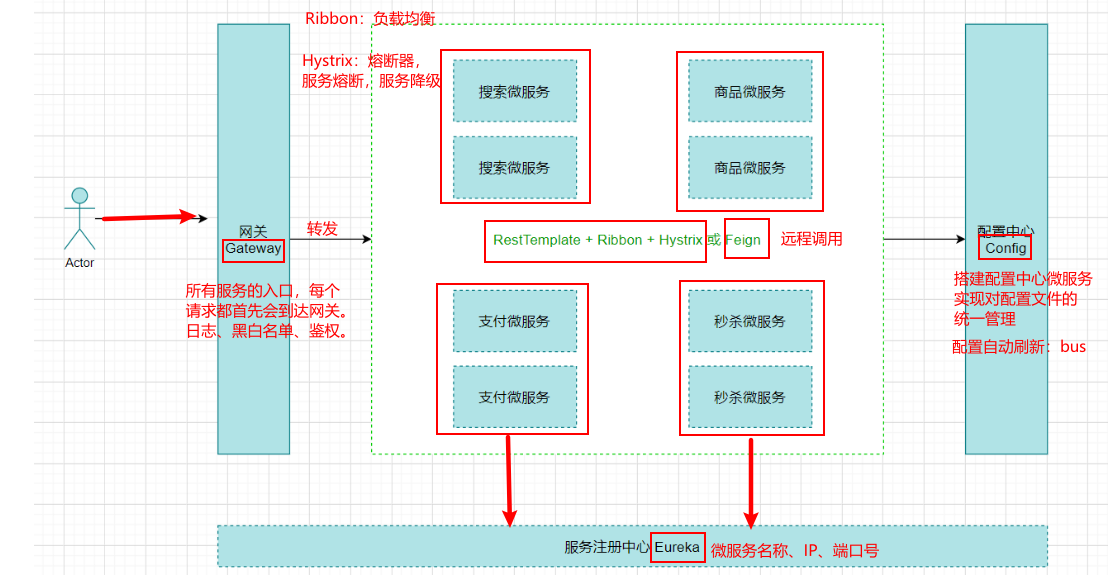 Ribbon：负载均衡
Hystrix：熔断器，
服务熔断，服务降级
搜索微服务
商品微服务
搜索微服务
商品微服务
Actor
网关
Gateway
转发
RestTemplate + Ribbon + Hystrix 或 Feign
远程调用
配置中心
Config
所有服务的入口，每个
请求都首先会到达网关。
日志、黑白名单、鉴权。
搭建配置中心微服务
实现对配置文件的
统一管理
配置自动刷新：bus
支付微服务
秒杀微服务
支付微服务
秒杀微服务
服务注册中心 Eureka
微服务名称、IP、端口号